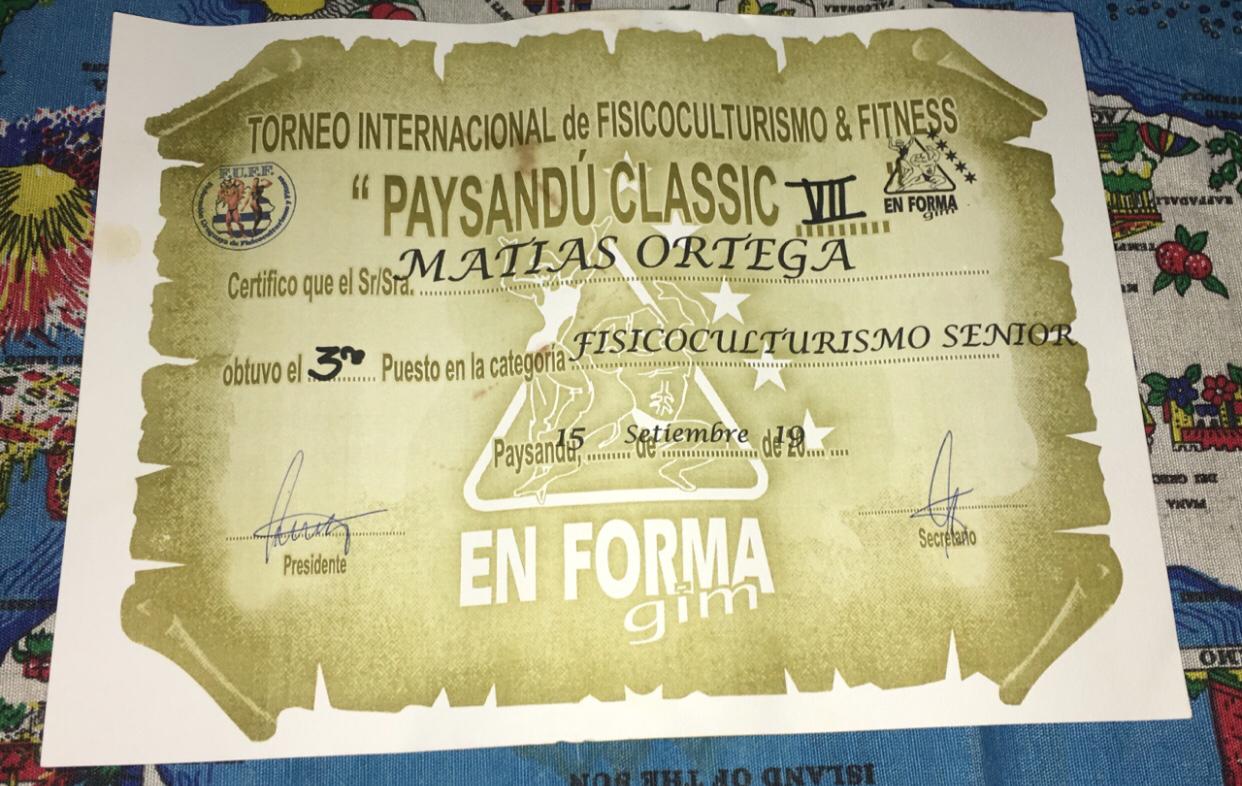 TORNEO INTERNACIONAL de FISICOCULTURISMO & FITNESS
F.U.F.F.
“ PAYSANDÚ CLASSIC VII
EN FORMA
gim
Certifico que el Sr/Sra. MATIAS ORTEGA
obtuvo el 3ro Puesto en la categoria FISICOCULTURISMO SENIOR
Paysandú, 15 de Setiembre de 20 19
Presidente
Secretario
EN FORMA
gim
ISLAND OF THE SUN